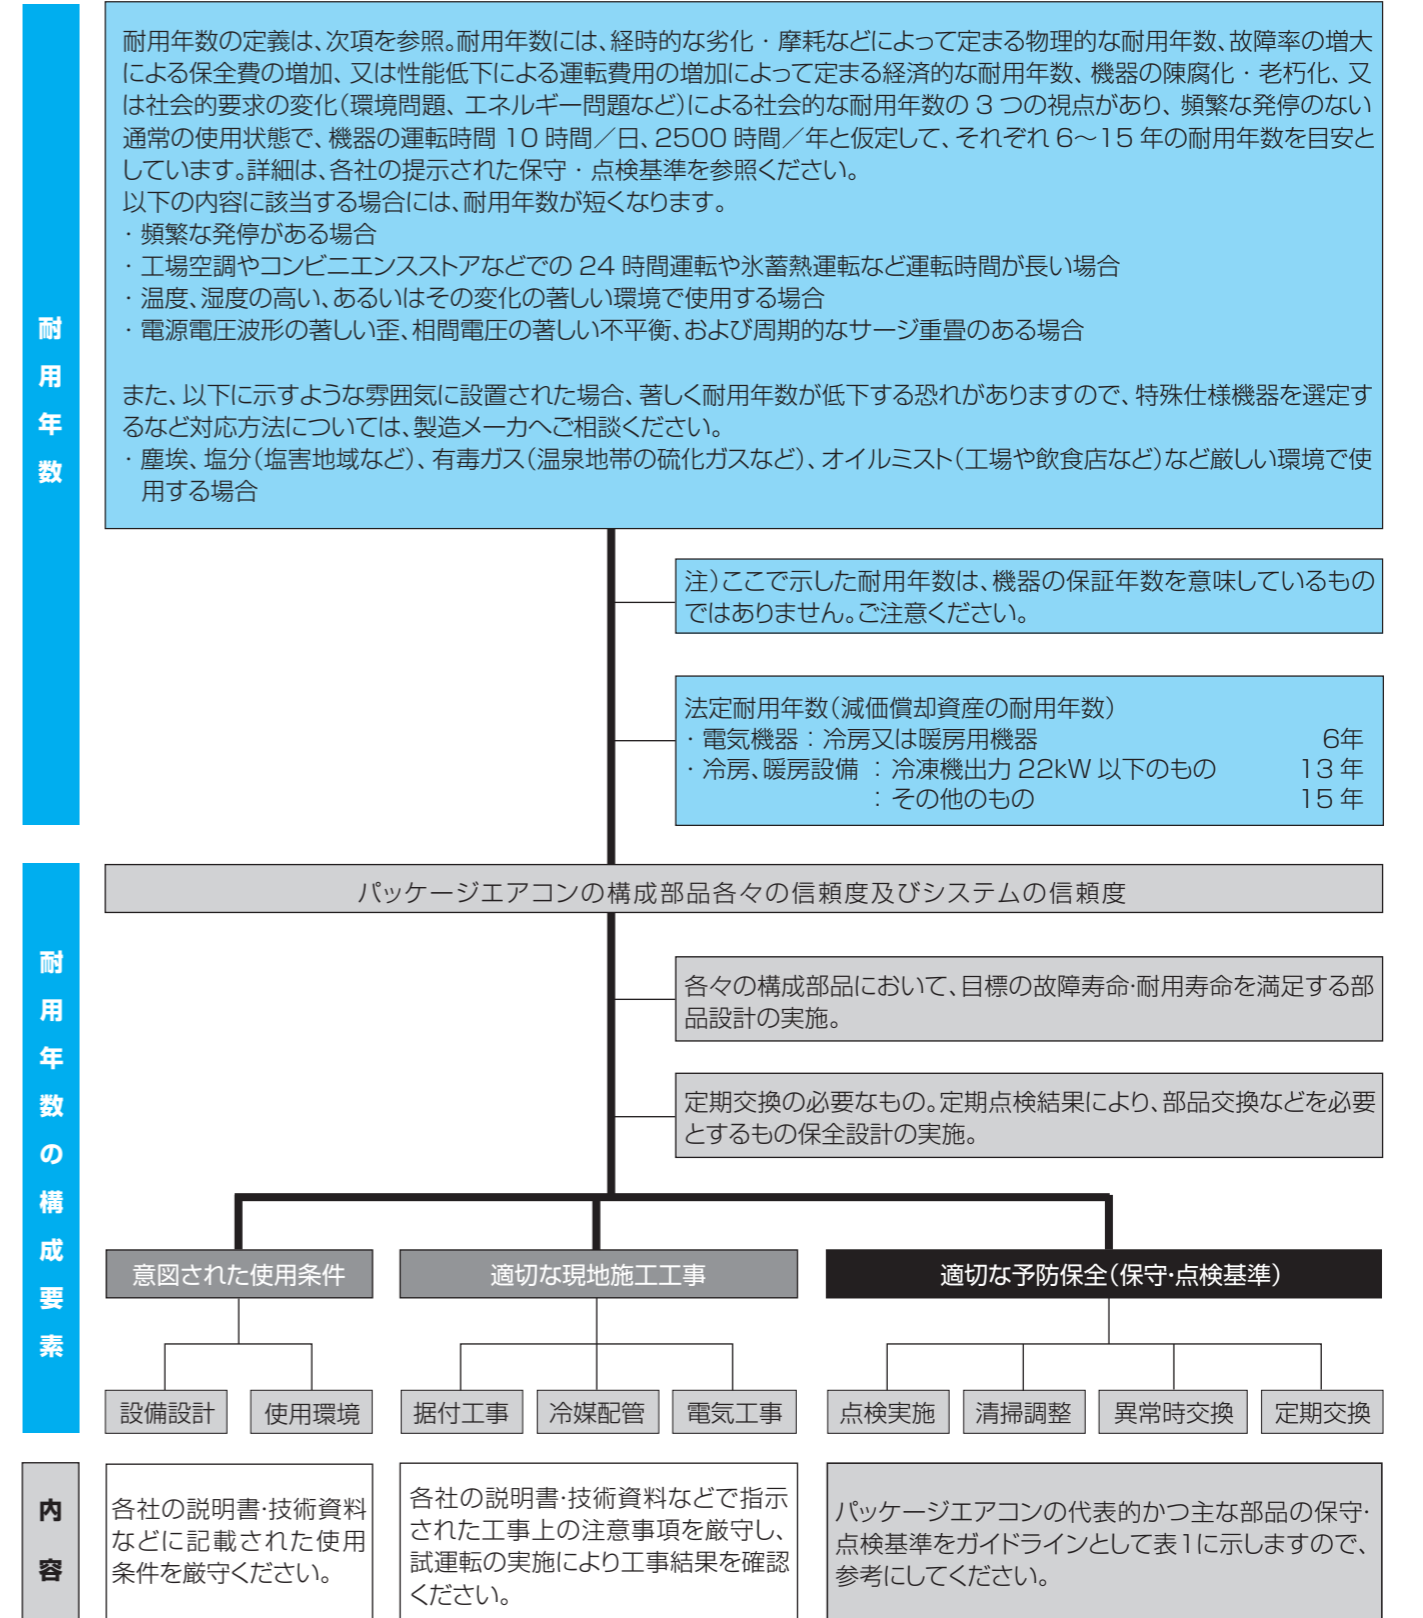 耐用年数
耐用年数の定義は、次項を参照。耐用年数には、経時的な劣化・摩耗などによって定まる物理的な耐用年数、故障率の増大
による保全費の増加、又は性能低下による運転費用の増加によって定まる経済的な耐用年数、機器の陳腐化・老朽化、又
は社会的要求の変化(環境問題、エネルギー問題など)による社会的な耐用年数の 3 つの視点があり、頻繁な発停のない
通常の使用状態で、機器の運転時間 10 時間／日、2500 時間／年と仮定して、それぞれ 6～15 年の耐用年数を目安と
しています。詳細は、各社の提示された保守・点検基準を参照ください。
以下の内容に該当する場合には、耐用年数が短くなります。
・頻繁な発停がある場合
・工場空調やコンビニエンスストアなどでの 24 時間運転や氷蓄熱運転など運転時間が長い場合
・温度、湿度の高い、あるいはその変化の著しい環境で使用する場合
・電源電圧波形の著しい歪、相間電圧の著しい不平衡、および周期的なサージ重畳のある場合
また、以下に示すような雰囲気に設置された場合、著しく耐用年数が低下する恐れがありますので、特殊仕様機器を選定す
るなど対応方法については、製造メーカへご相談ください。
・塵埃、塩分(塩害地域など)、有毒ガス(温泉地帯の硫化ガスなど)、オイルミスト(工場や飲食店など)など厳しい環境で使
用する場合
注)ここで示した耐用年数は、機器の保証年数を意味しているもの
ではありません。ご注意ください。
法定耐用年数(減価償却資産の耐用年数)
・電気機器：冷房又は暖房用機器 6年
・冷房、暖房設備 ：冷凍機出力 22kW 以下のもの 13 年
：その他のもの 15 年
耐用年数の構成要素
パッケージエアコンの構成部品各々の信頼度及びシステムの信頼度
各々の構成部品において、目標の故障寿命･耐用寿命を満足する部
品設計の実施。
定期交換の必要なもの。定期点検結果により、部品交換などを必要
とするもの保全設計の実施。
意図された使用条件 適切な現地施工工事 適切な予防保全(保守･点検基準)
設備設計 使用環境 据付工事 冷媒配管 電気工事 点検実施 清掃調整 異常時交換 定期交換
内容
各社の説明書･技術資料
などに記載された使用
条件を厳守ください。
各社の説明書･技術資料などで指示
された工事上の注意事項を厳守し、
試運転の実施により工事結果を確認
ください。
パッケージエアコンの代表的かつ主な部品の保守･
点検基準をガイドラインとして表1に示しますので、
参考にしてください。